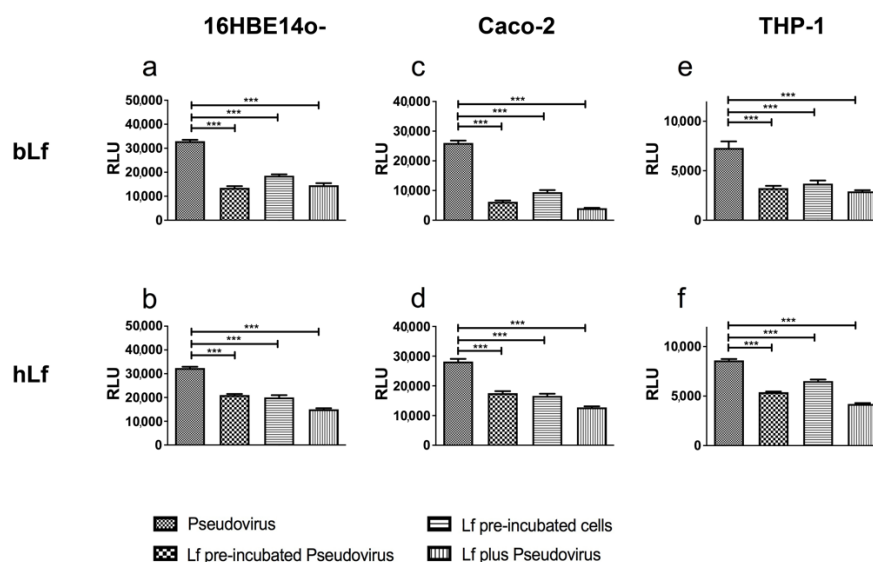 16HBE14o-
Caco-2
THP-1
bLf
a
RLU
50,000
40,000
30,000
20,000
10,000
0
***
***
***
c
RLU
40,000
30,000
20,000
10,000
0
***
***
***
e
RLU
10,000
5,000
0
***
***
***
hLf
b
RLU
50,000
40,000
30,000
20,000
10,000
0
***
***
***
d
RLU
40,000
30,000
20,000
10,000
0
***
***
***
f
RLU
10,000
5,000
0
***
***
***
Pseudovirus
Lf pre-incubated cells
Lf pre-incubated Pseudovirus
Lf plus Pseudovirus